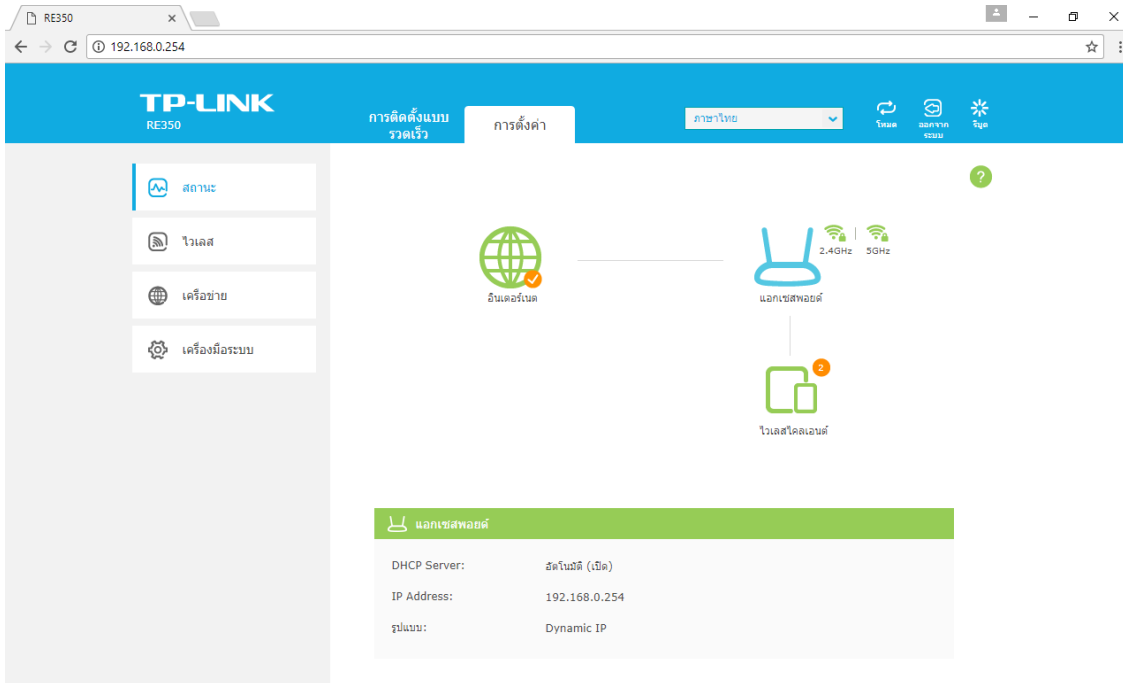 RE350
192.168.0.254
TP-LINK
RE350
การติดตั้งแบบ
รวดเร็ว
การตั้งค่า
ภาษาไทย
โหมด
ออกจาก
ระบบ
รีบูต
สถานะ
ไวเลส
เครือข่าย
เครื่องมือระบบ
?
อินเตอร์เนต
2.4GHz
5GHz
แอกเซสพอยต์
2
ไวเลสไคลเอนต์
แอกเซสพอยต์
DHCP Server: อัตโนมัติ (เปิด)
IP Address: 192.168.0.254
รูปแบบ: Dynamic IP